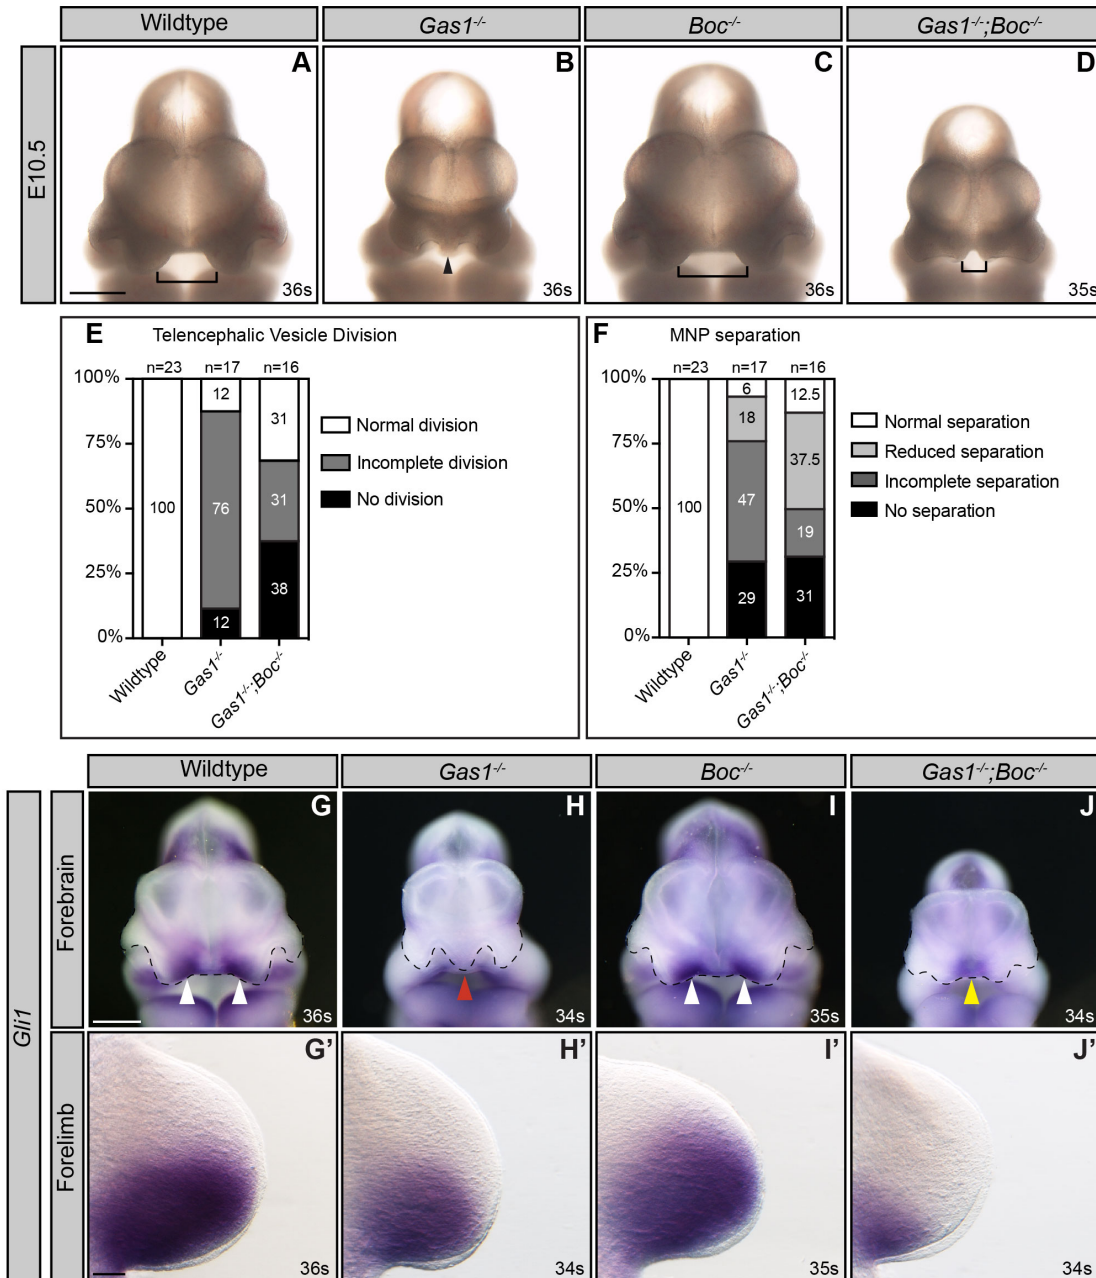 Wildtype
Gas1-/-
Boc-/-
Gas1-/-;Boc-/-
E10.5
A
36s
B
36s
C
36s
D
35s
E
Telencephalic Vesicle Division
n=23 n=17 n=16
100%
75%
50%
25%
0%
100
12
76
12
31
31
38
Wildtype
Gas1-/-
Gas1-/-;Boc-/-
Normal division
Incomplete division
No division
F
MNP separation
n=23 n=17 n=16
100%
75%
50%
25%
0%
100
6
18
47
29
12.5
37.5
19
31
Wildtype
Gas1-/-
Gas1-/-;Boc-/-
Normal separation
Reduced separation
Incomplete separation
No separation
Wildtype
Gas1-/-
Boc-/-
Gas1-/-;Boc-/-
Gli1
Forebrain
G
36s
H
34s
I
35s
J
34s
Forelimb
G’
36s
H’
34s
I’
35s
J’
34s